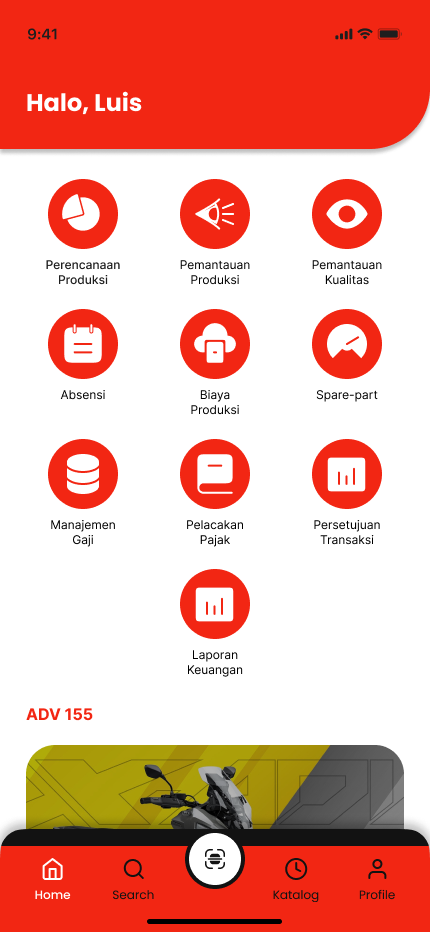 9:41
Halo, Luis
Perencanaan
Produksi
Pemantauan
Produksi
Pemantauan
Kualitas
Absensi
Biaya
Produksi
Spare-part
Manajemen
Gaji
Pelacakan
Pajak
Persetujuan
Transaksi
Laporan
Keuangan
ADV 155
Home
Search
Katalog
Profile